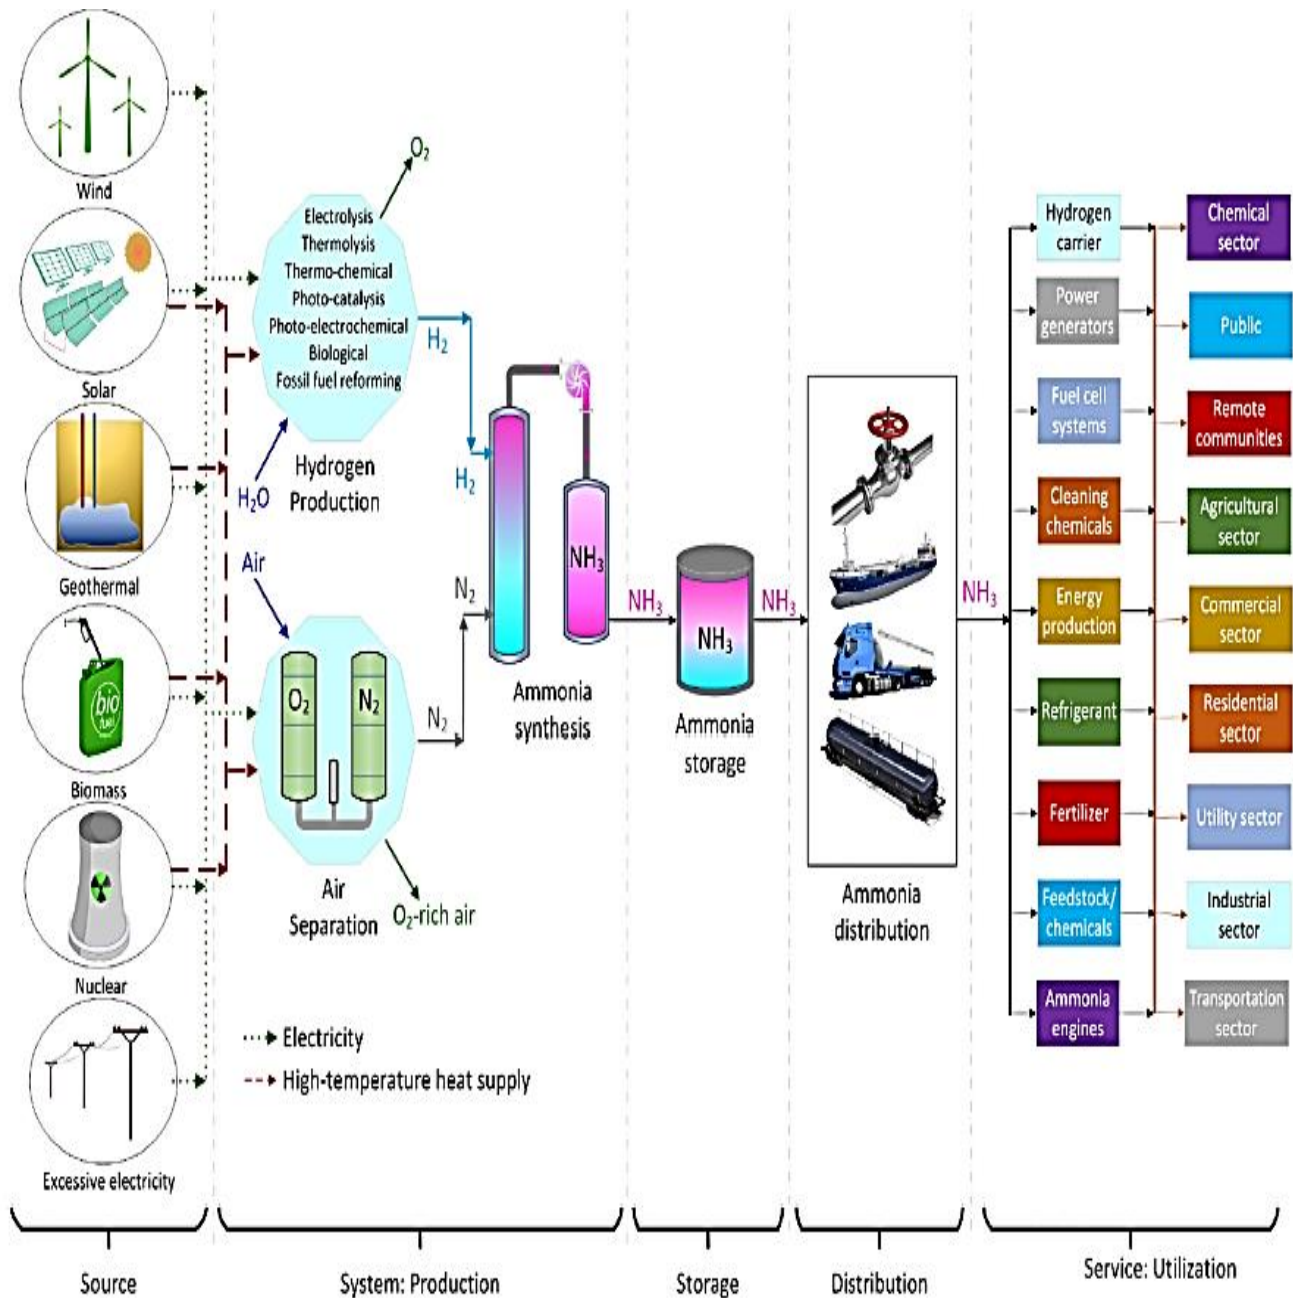 Wind
Solar
Geothermal
bio
fuel
Biomass
Nuclear
Excessive electricity
O₂
Electrolysis
Thermolysis
Thermo-chemical
Photo-catalysis
Photo-electrochemical
Biological
Fossil fuel reforming
H₂O
Hydrogen
Production
H₂
H₂
Air
O₂
N₂
Air
Separation
O₂-rich air
N₂
N₂
NH₃
Ammonia
synthesis
Electricity
High-temperature heat supply
NH₃
NH₃
Ammonia
storage
NH₃
Ammonia
distribution
NH₃
Hydrogen
carrier
Power
generators
Fuel cell
systems
Cleaning
chemicals
Energy
production
Refrigerant
Fertilizer
Feedstock/
chemicals
Ammonia
engines
Chemical
sector
Public
Remote
communities
Agricultural
sector
Commercial
sector
Residential
sector
Utility sector
Industrial
sector
Transportation
sector
Source
System: Production
Storage
Distribution
Service: Utilization